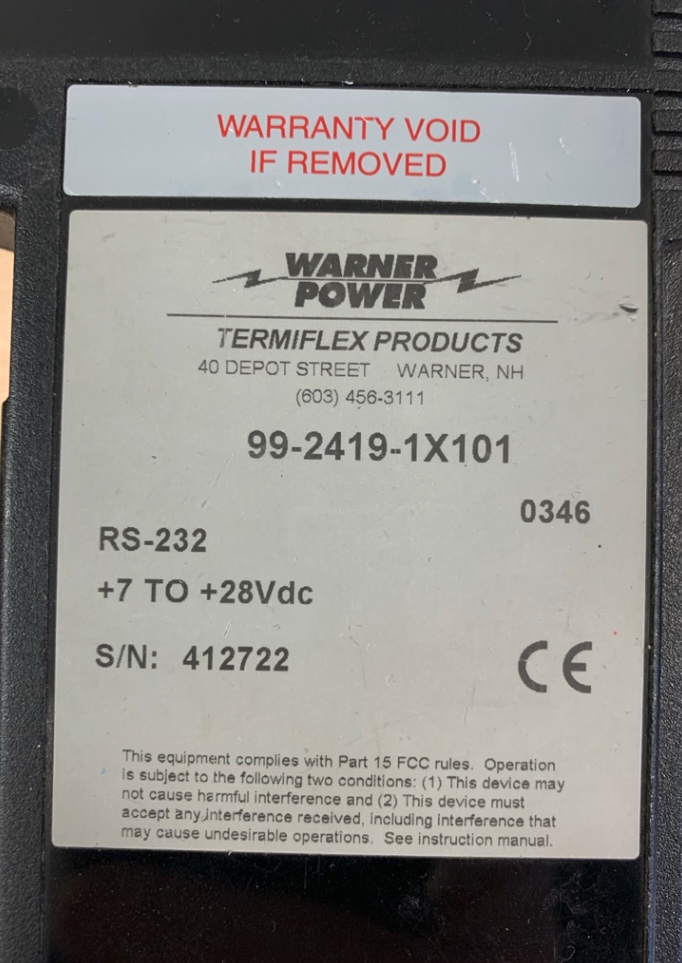 WARRANTY VOID
IF REMOVED
WARNER
POWER
TERMIFLEX PRODUCTS
40 DEPOT STREET WARNER, NH
(603) 456-3111
99-2419-1X101
0346
RS-232
+7 TO +28Vdc
S/N: 412722
CE
This equipment complies with Part 15 FCC rules. Operation
is subject to the following two conditions: (1) This device may
not cause harmful interference and (2) This device must
accept any interference received, including interference that
may cause undesirable operations. See instruction manual.